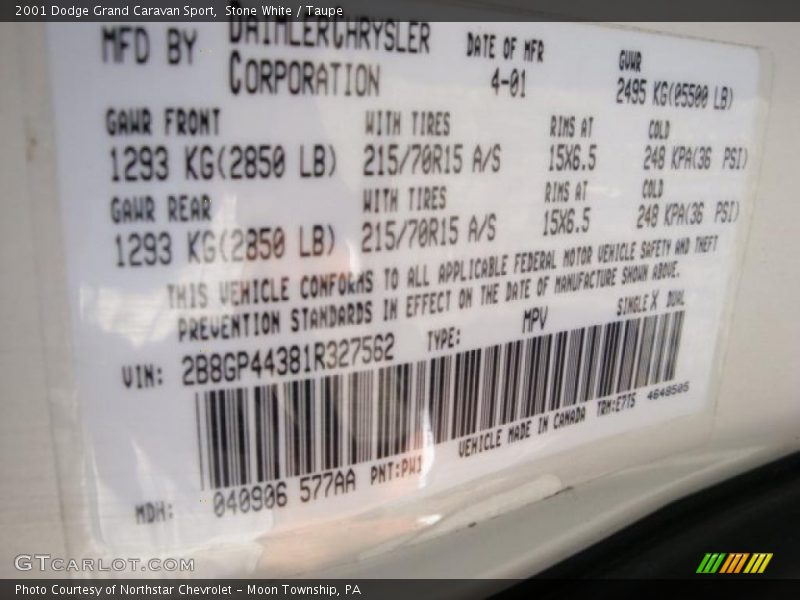 2001 Dodge Grand Caravan Sport, Stone White / Taupe
MFD BY DAIMLERCHRYSLER CORPORATION DATE OF MFR 4-01 GVWR 2495 KG(05500 LB)
GAWR FRONT WITH TIRES RIMS AT COLD
1293 KG(2850 LB) 215/70R15 A/S 15X6.5 248 KPA(36 PSI)
GAWR REAR WITH TIRES RIMS AT COLD
1293 KG(2850 LB) 215/70R15 A/S 15X6.5 248 KPA(36 PSI)
THIS VEHICLE CONFORMS TO ALL APPLICABLE FEDERAL MOTOR VEHICLE SAFETY AND THEFT
PREVENTION STANDARDS IN EFFECT ON THE DATE OF MANUFACTURE SHOWN ABOVE.
VIN: 2B8GP44381R327562 TYPE: MPV SINGLE X DUAL
VEHICLE MADE IN CANADA TRM:E7T5 4648505
MDH: 040906 577AA PNT:PW1
GTCARLOT.COM
Photo Courtesy of Northstar Chevrolet - Moon Township, PA